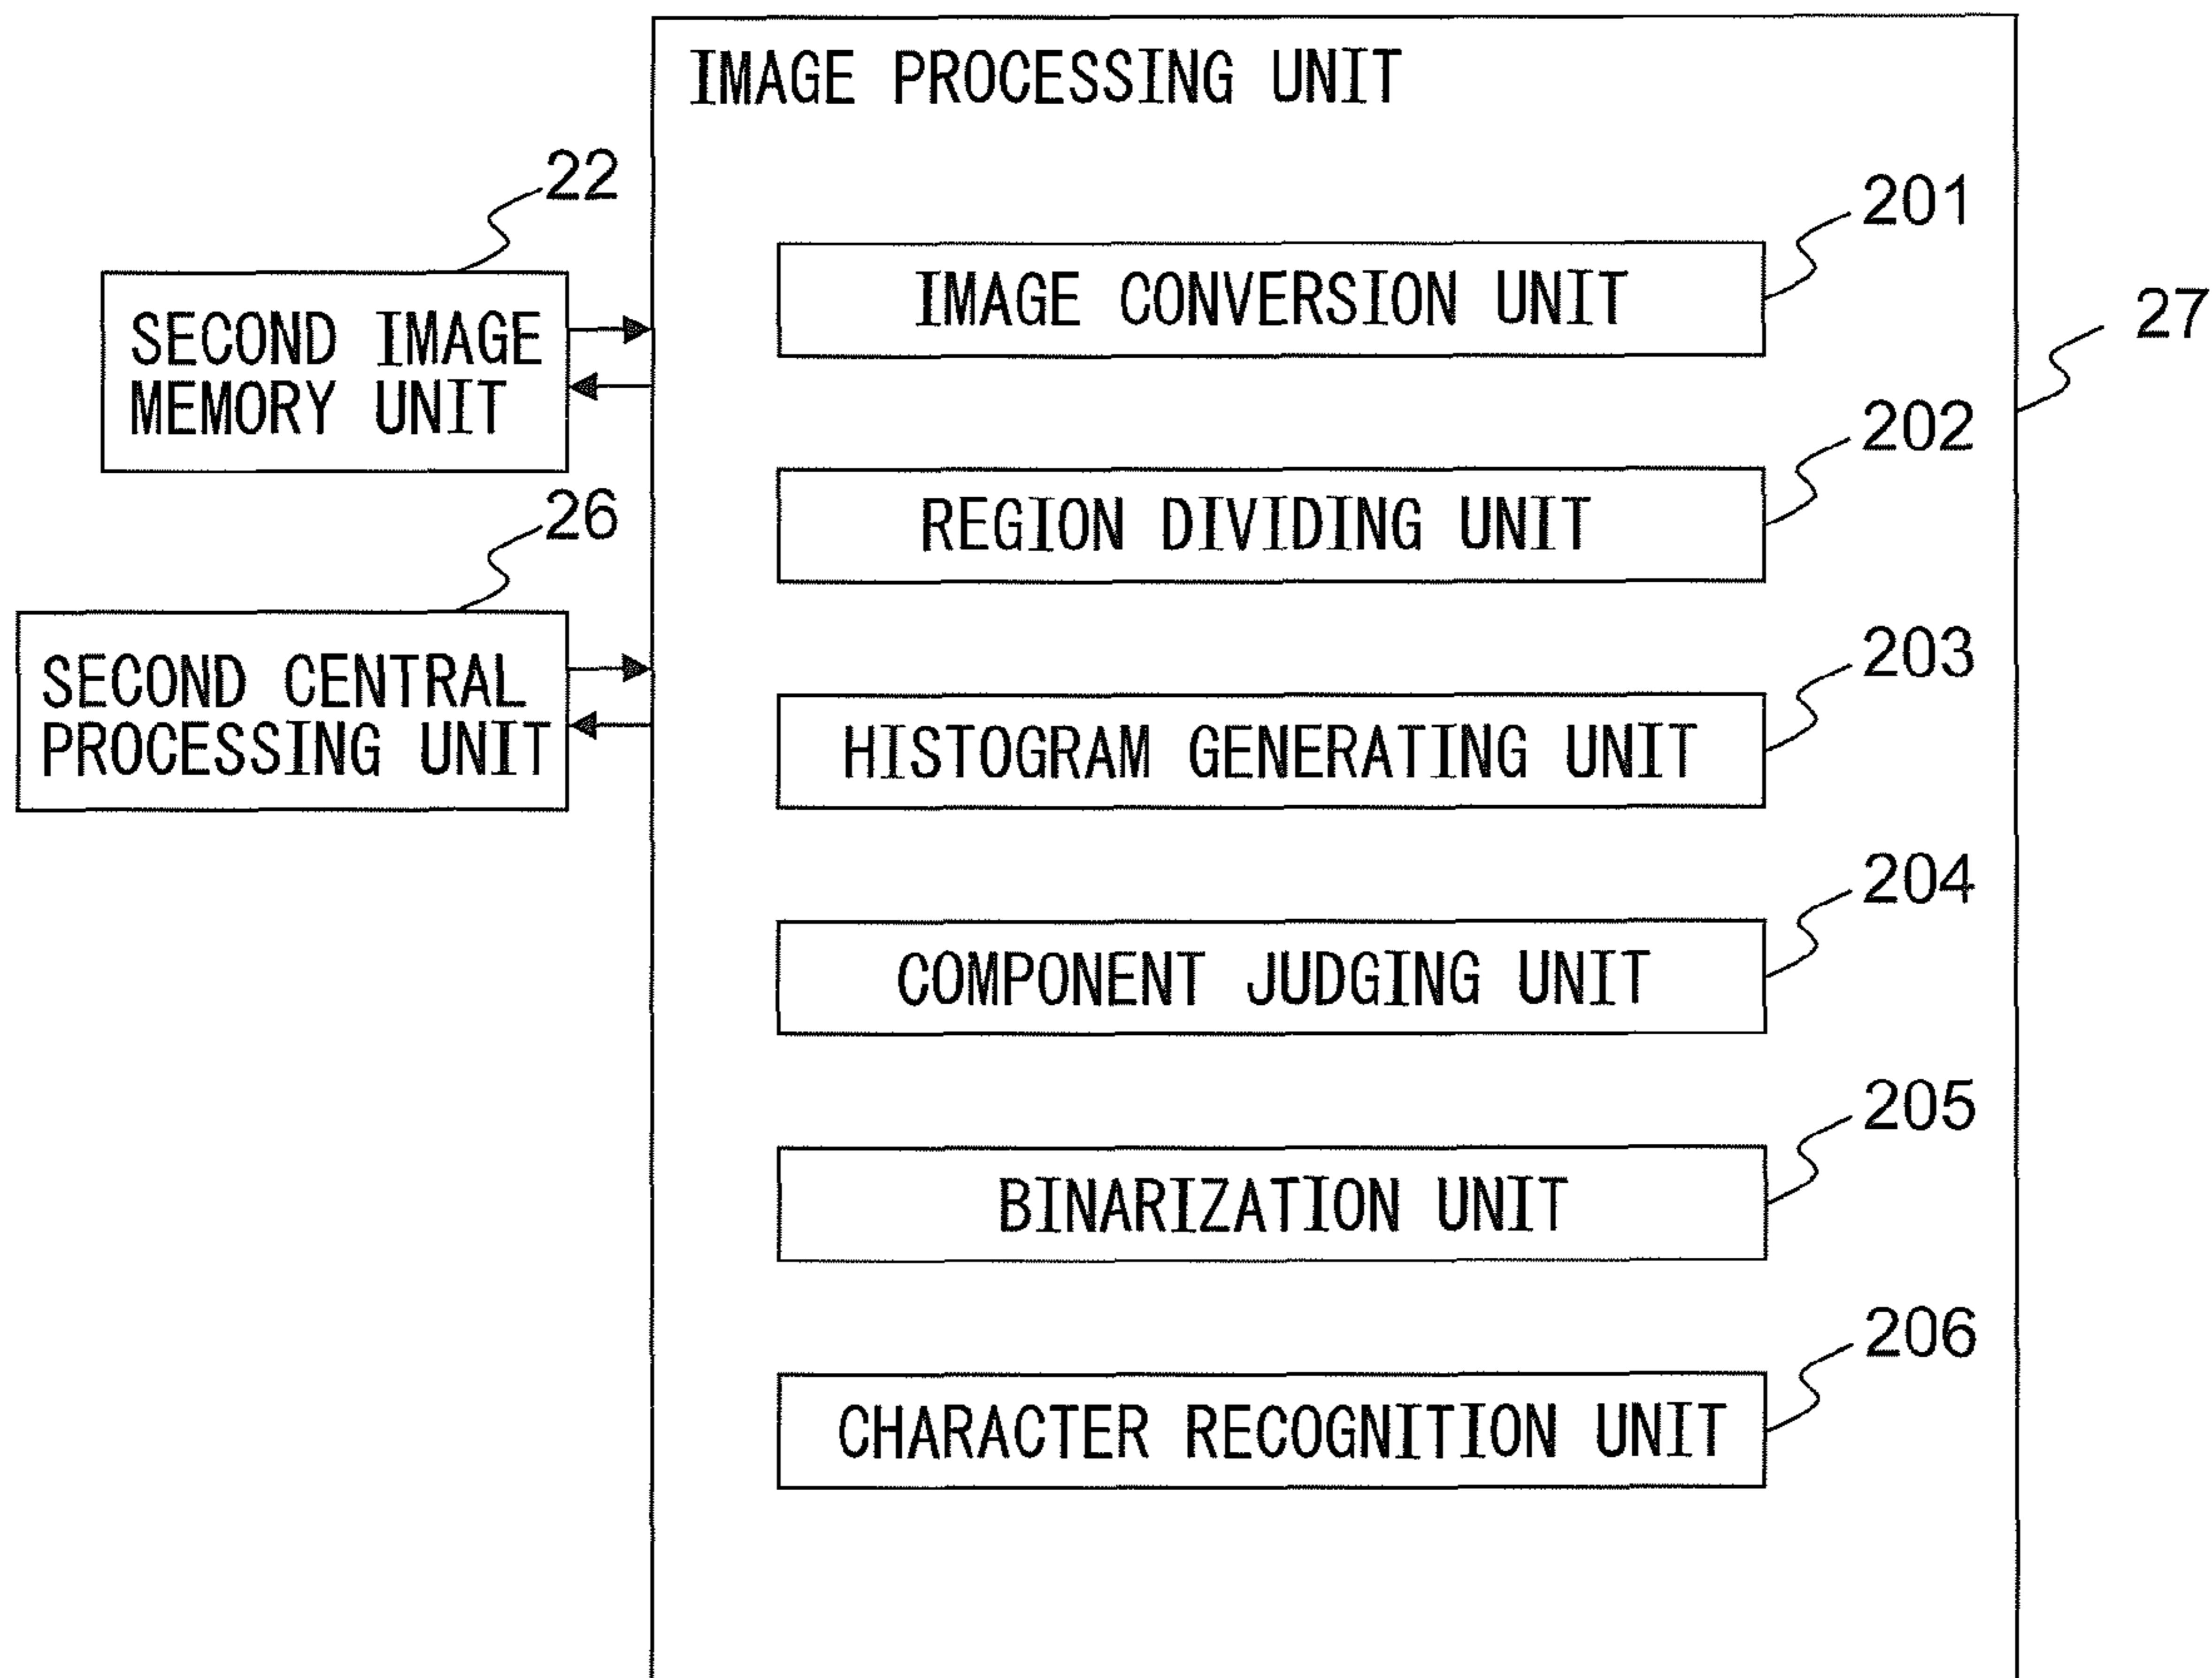 IMAGE PROCESSING UNIT
22
201
IMAGE CONVERSION UNIT
27
SECOND IMAGE
MEMORY UNIT
202
REGION DIVIDING UNIT
26
203
SECOND CENTRAL
PROCESSING UNIT
HISTOGRAM GENERATING UNIT
204
COMPONENT JUDGING UNIT
205
BINARIZATION UNIT
206
CHARACTER RECOGNITION UNIT